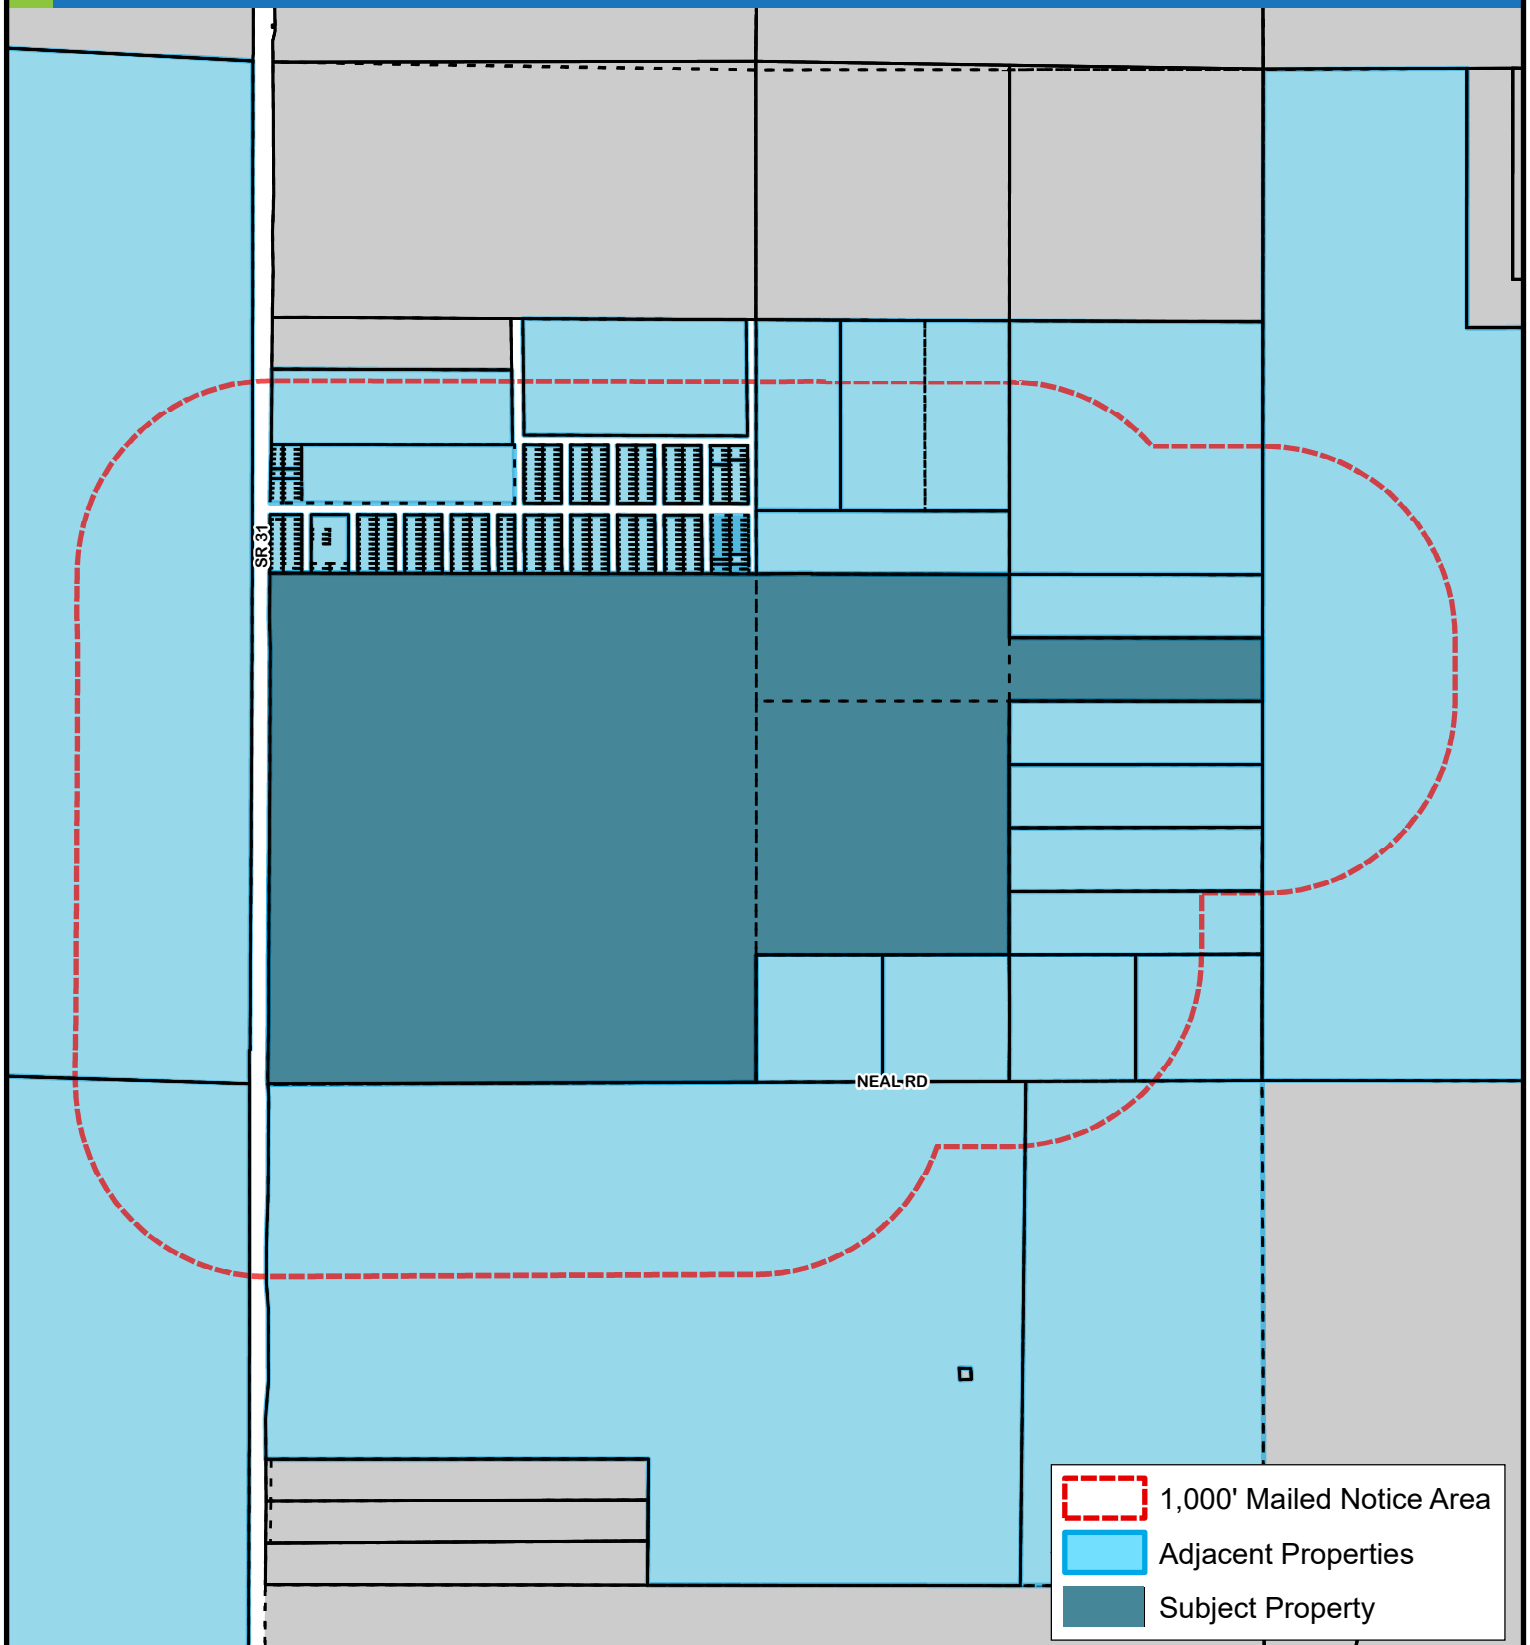 SR 31
NEAL RD
1,000' Mailed Notice Area
Adjacent Properties
Subject Property